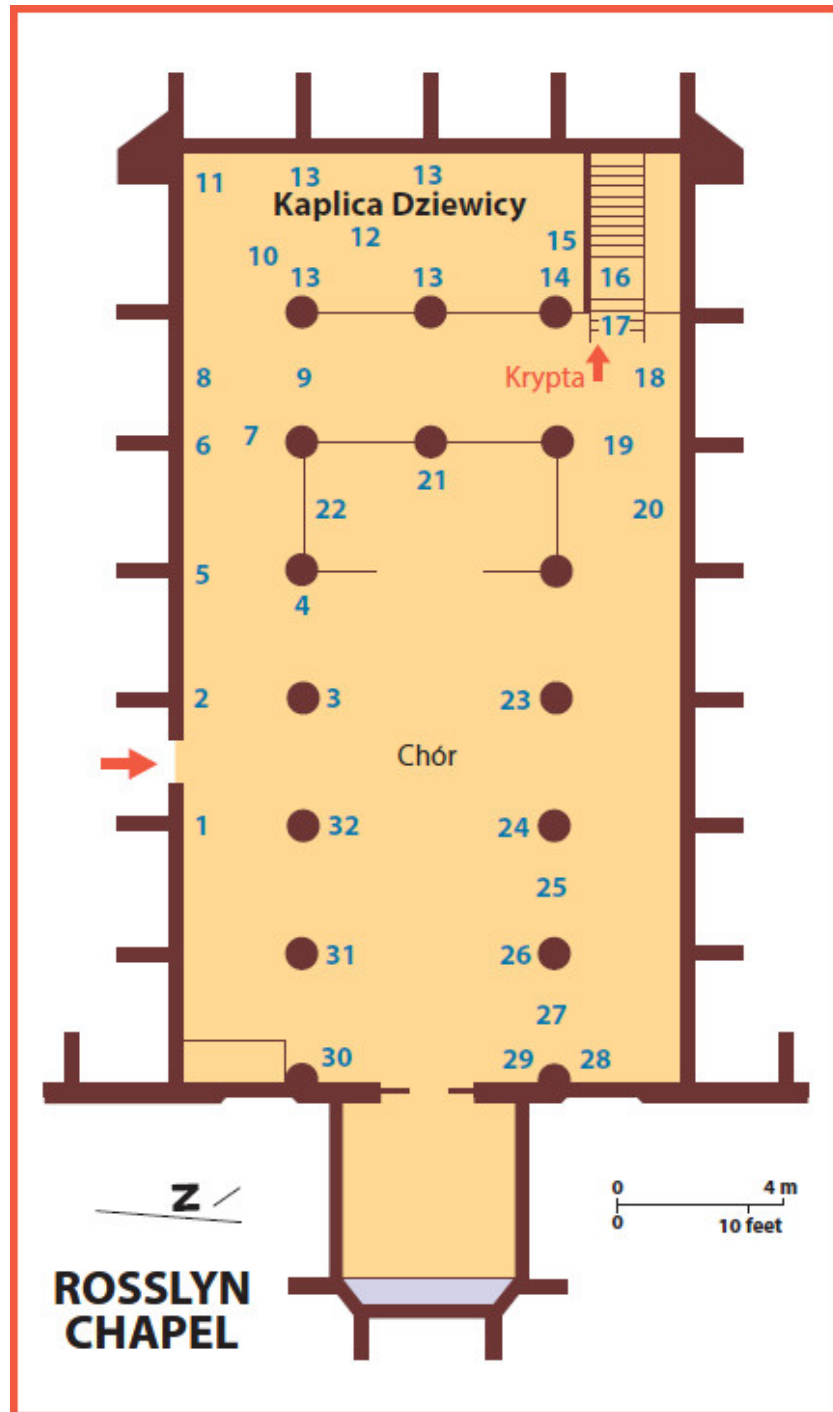 11 13 13
Kaplica Dziewicy
12
15
10
13 13 14 16
17
8 9 Krypta 18
6 7 19
21
22 20
5
4
2 3 23
Chór
1 32 24
25
31 26
27
30 29 28
N
0 4 m
0 10 feet
ROSSLYN
CHAPEL